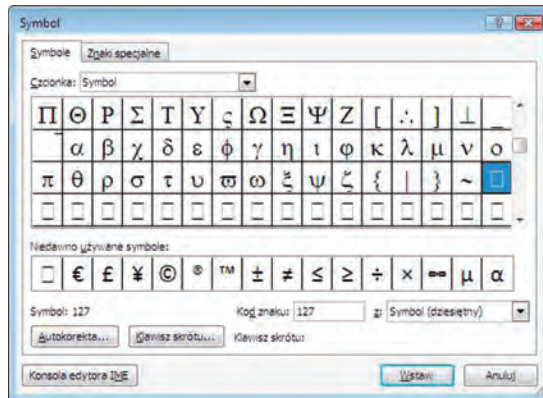 Symbol
Symbole Znaki specjalne
Czcionka: Symbol
Π Θ Ρ Σ Τ Υ ς Ω Ξ Ψ Ζ [ ∴ ] ⊥ _
‾ α β χ δ ε φ γ η ι ϕ κ λ μ ν ο
π θ ρ σ τ υ ϖ ω ξ ψ ζ { | } ~ □
□ □ □ □ □ □ □ □ □ □ □ □ □ □ □ □
Niedawno używane symbole:
□ € £ ¥ © ® ™ ± ≠ ≤ ≥ ÷ × ∞ µ α
Symbol: 127 Kod znaku: 127 z: Symbol (dziesiętny)
Autokorekta... Klawisz skrótu... Klawisz skrótu:
Konsola edytora IME Wstaw Anuluj